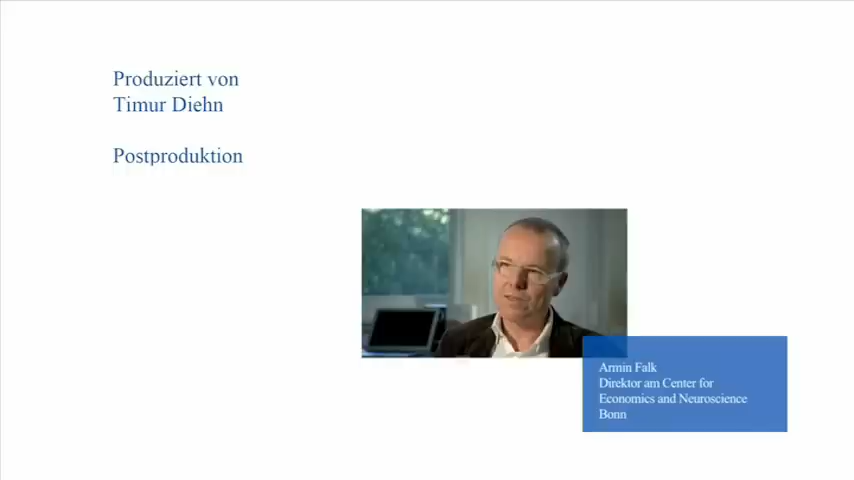 Produziert von
Timur Diehn
Postproduktion
Armin Falk
Direktor am Center for
Economics and Neuroscience
Bonn